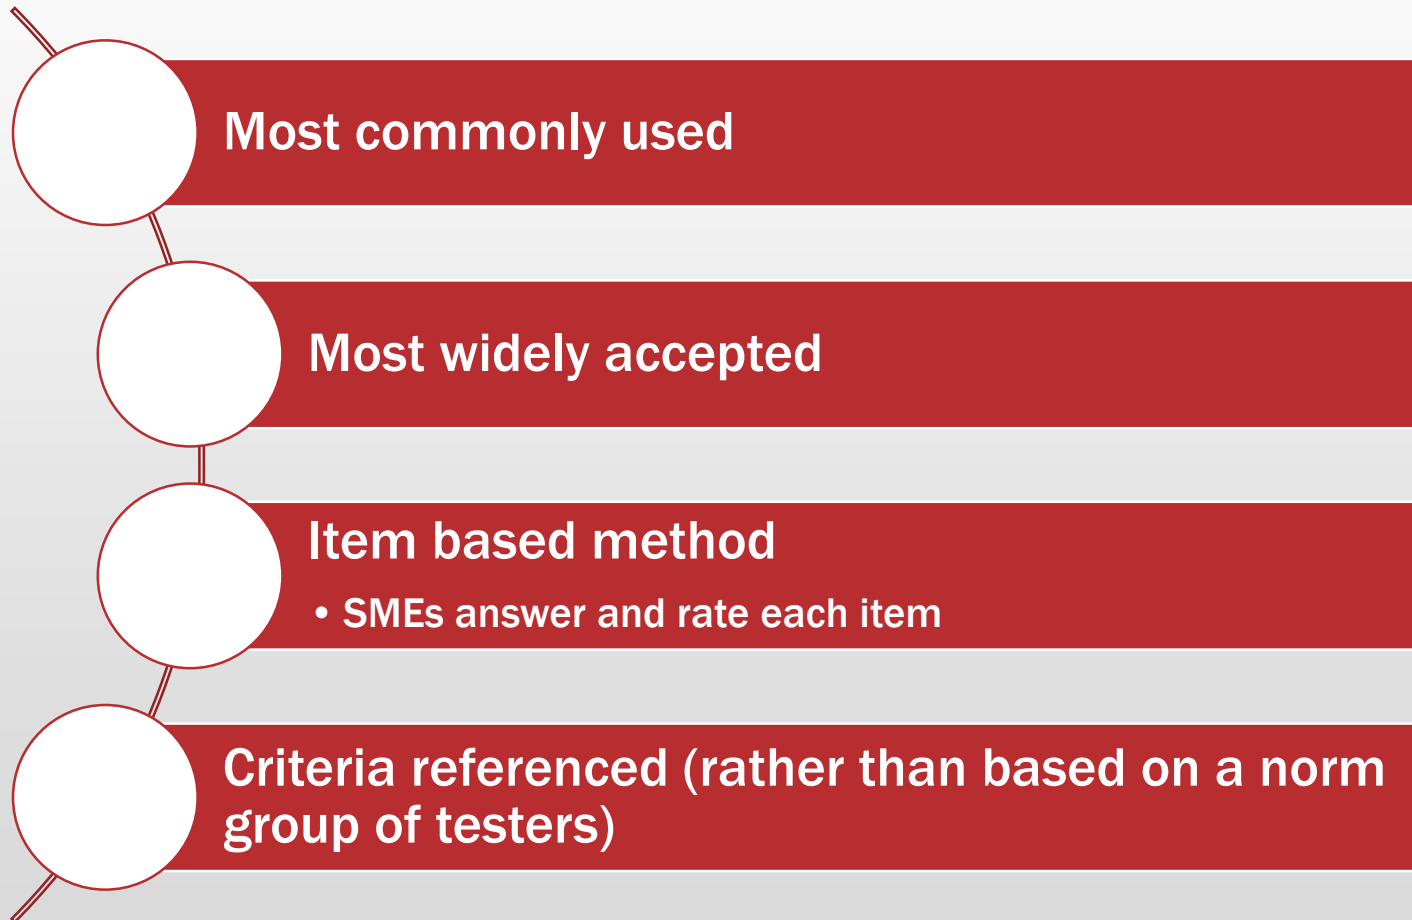 Most commonly used
Most widely accepted
Item based method
• SMEs answer and rate each item
Criteria referenced (rather than based on a norm
group of testers)